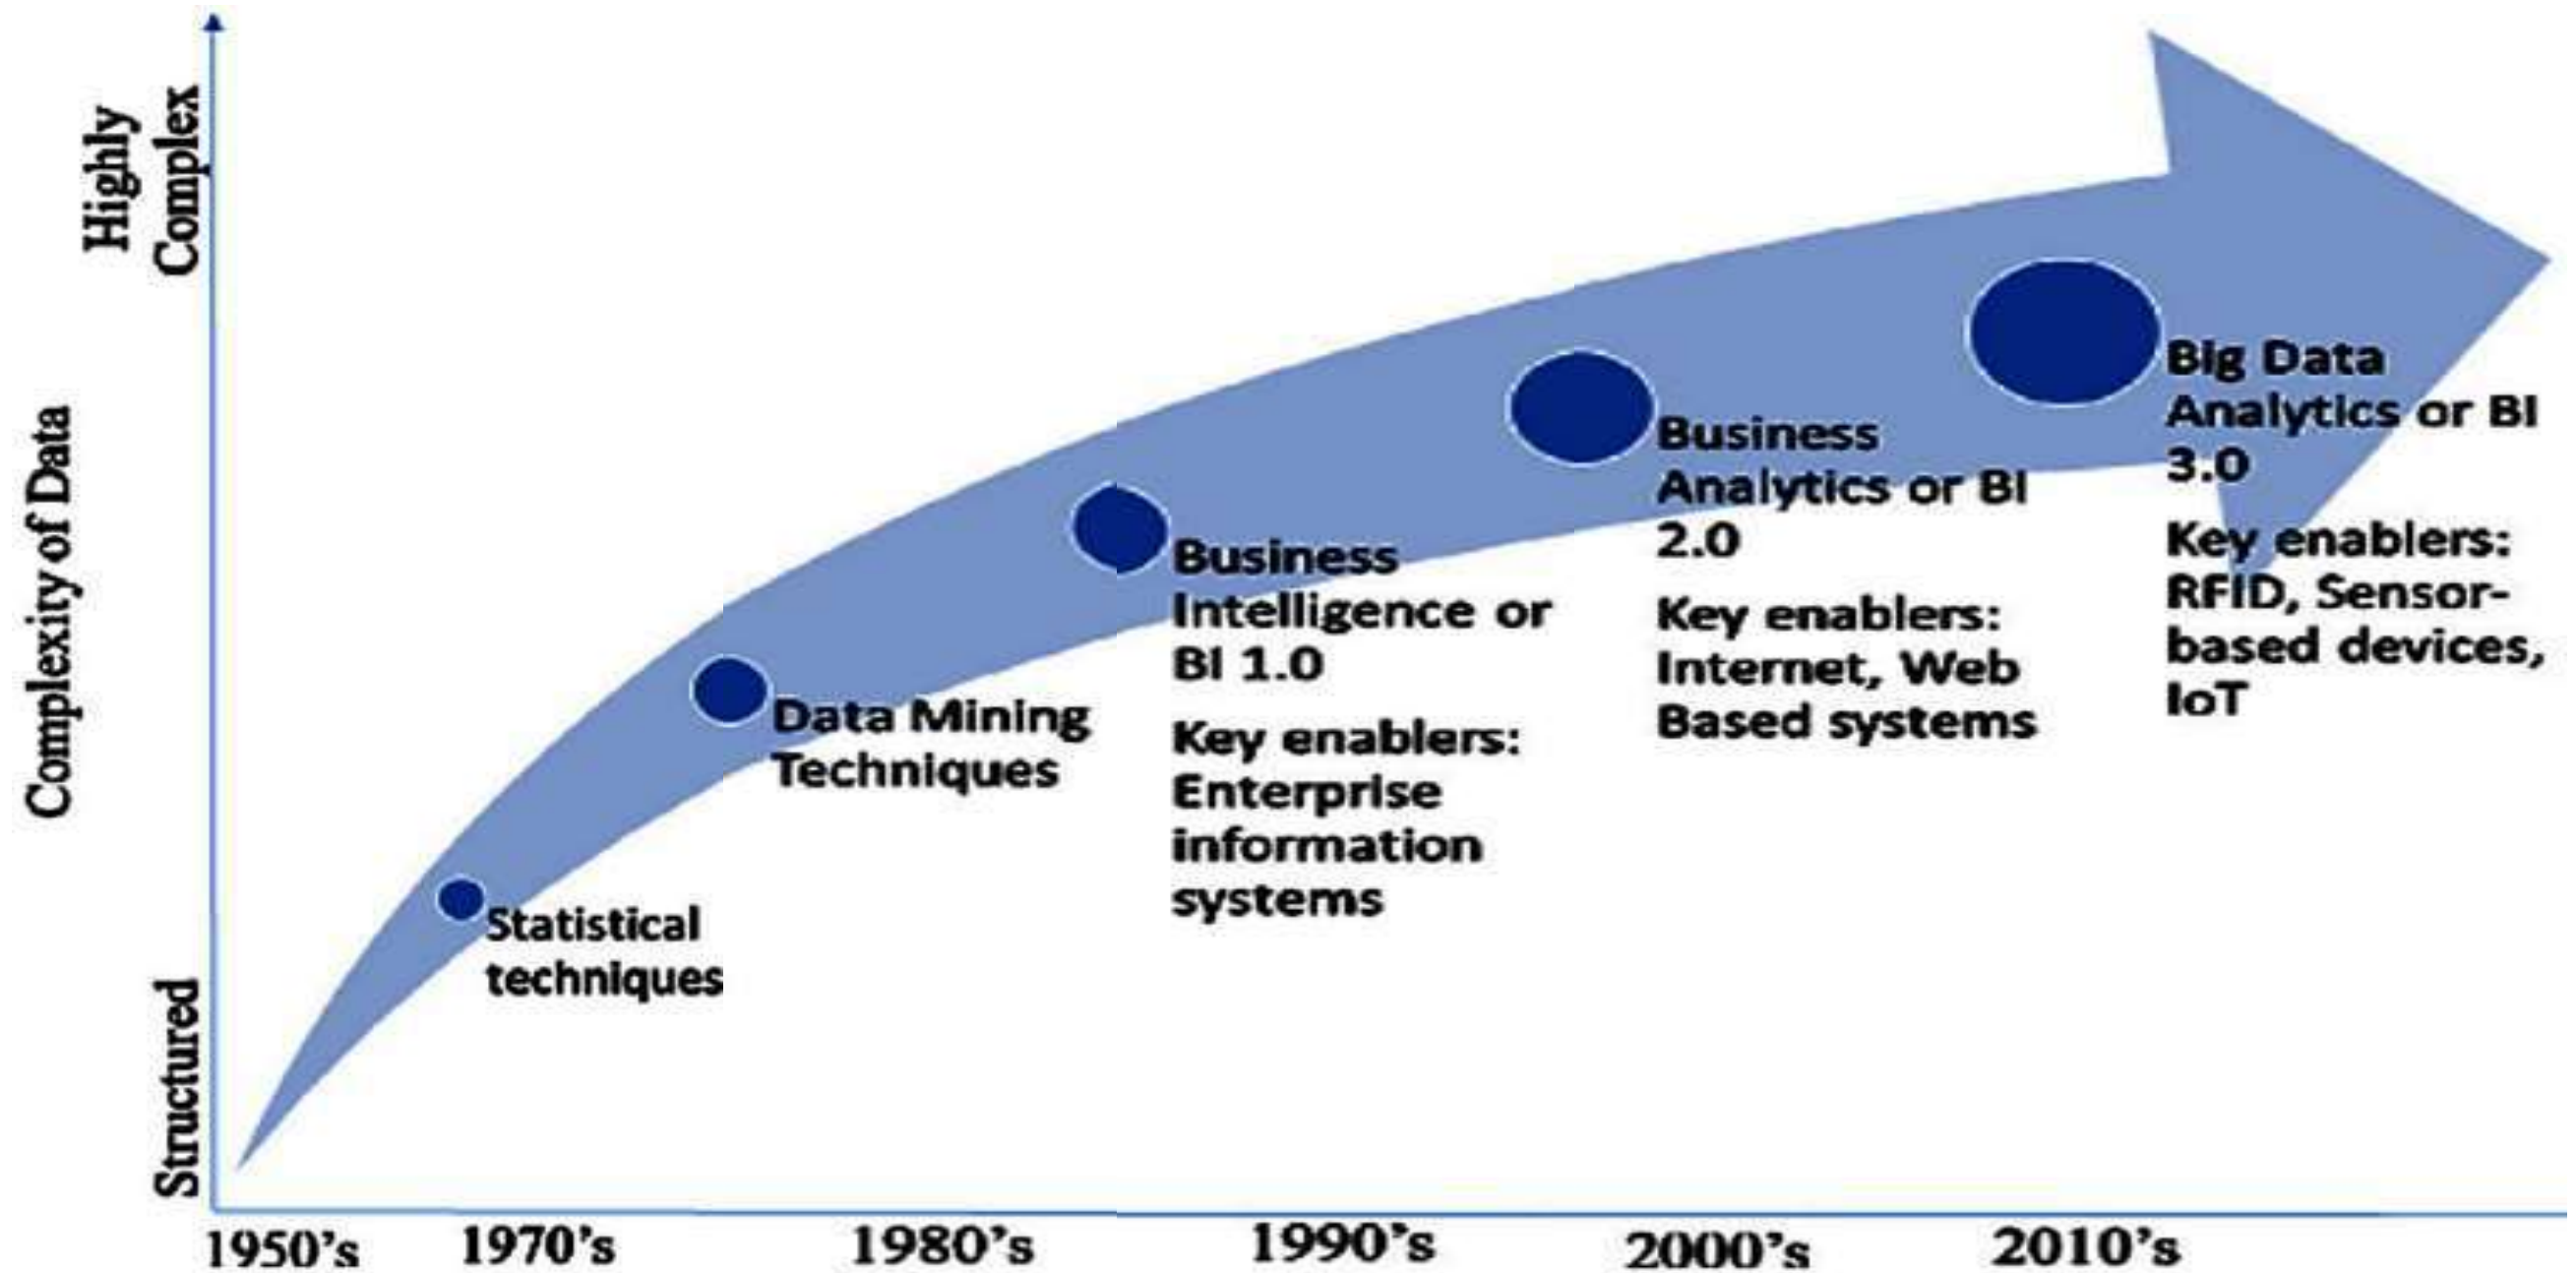 Highly
Complex
Complexity of Data
Structured
Statistical
techniques
Data Mining
Techniques
Business
Intelligence or
BI 1.0
Key enablers:
Enterprise
information
systems
Business
Analytics or BI
2.0
Key enablers:
Internet, Web
Based systems
Big Data
Analytics or BI
3.0
Key enablers:
RFID, Sensor-
based devices,
IoT
1950's 1970's 1980's 1990's 2000's 2010's